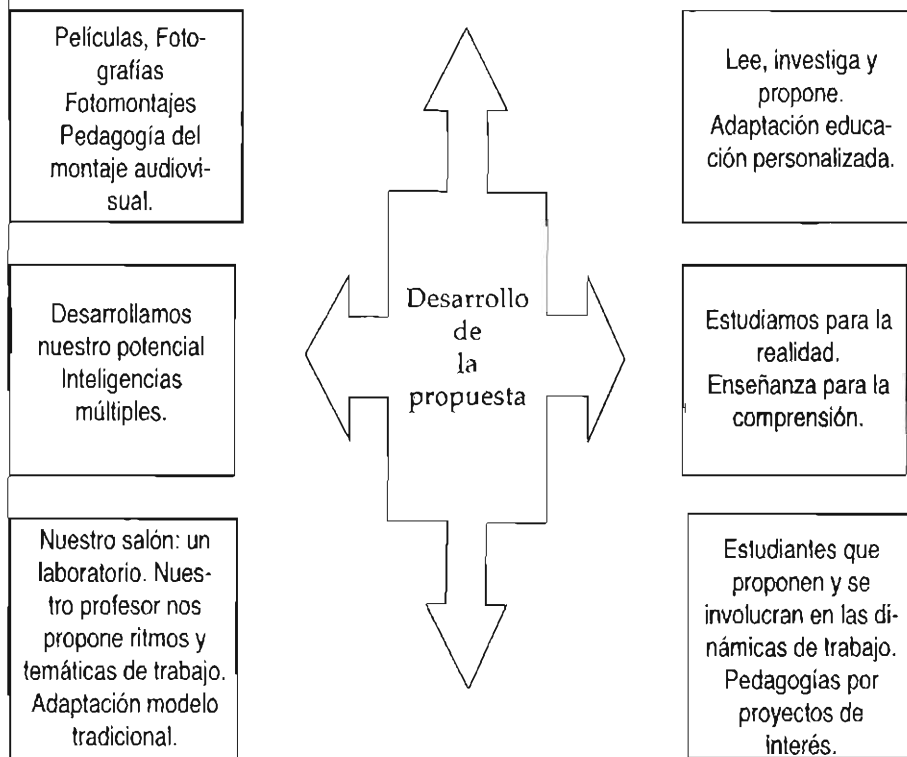 Películas, Foto-
grafías
Fotomontajes
Pedagogía del
montaje audiovi-
sual.
Desarrollamos
nuestro potencial
Inteligencias
múltiples.
Nuestro salón: un
laboratorio. Nues-
tro profesor nos
propone ritmos y
temáticas de trabajo.
Adaptación modelo
tradicional.
Desarrollo
de
la
propuesta
Lee, investiga y
propone.
Adaptación educa-
ción personalizada.
Estudíamos para la
realidad.
Enseñanza para la
comprensión.
Estudiantes que
proponen y se
involucran en las di-
námicas de trabajo.
Pedagogías por
proyectos de
interés.